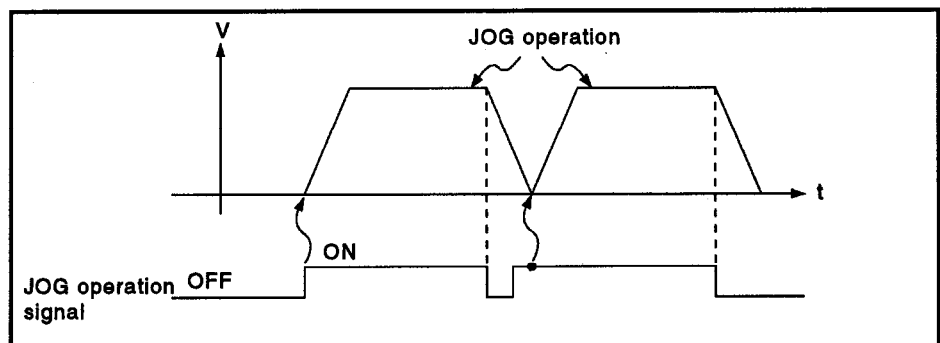 V
JOG operation
t
ON
OFF
JOG operation
signal